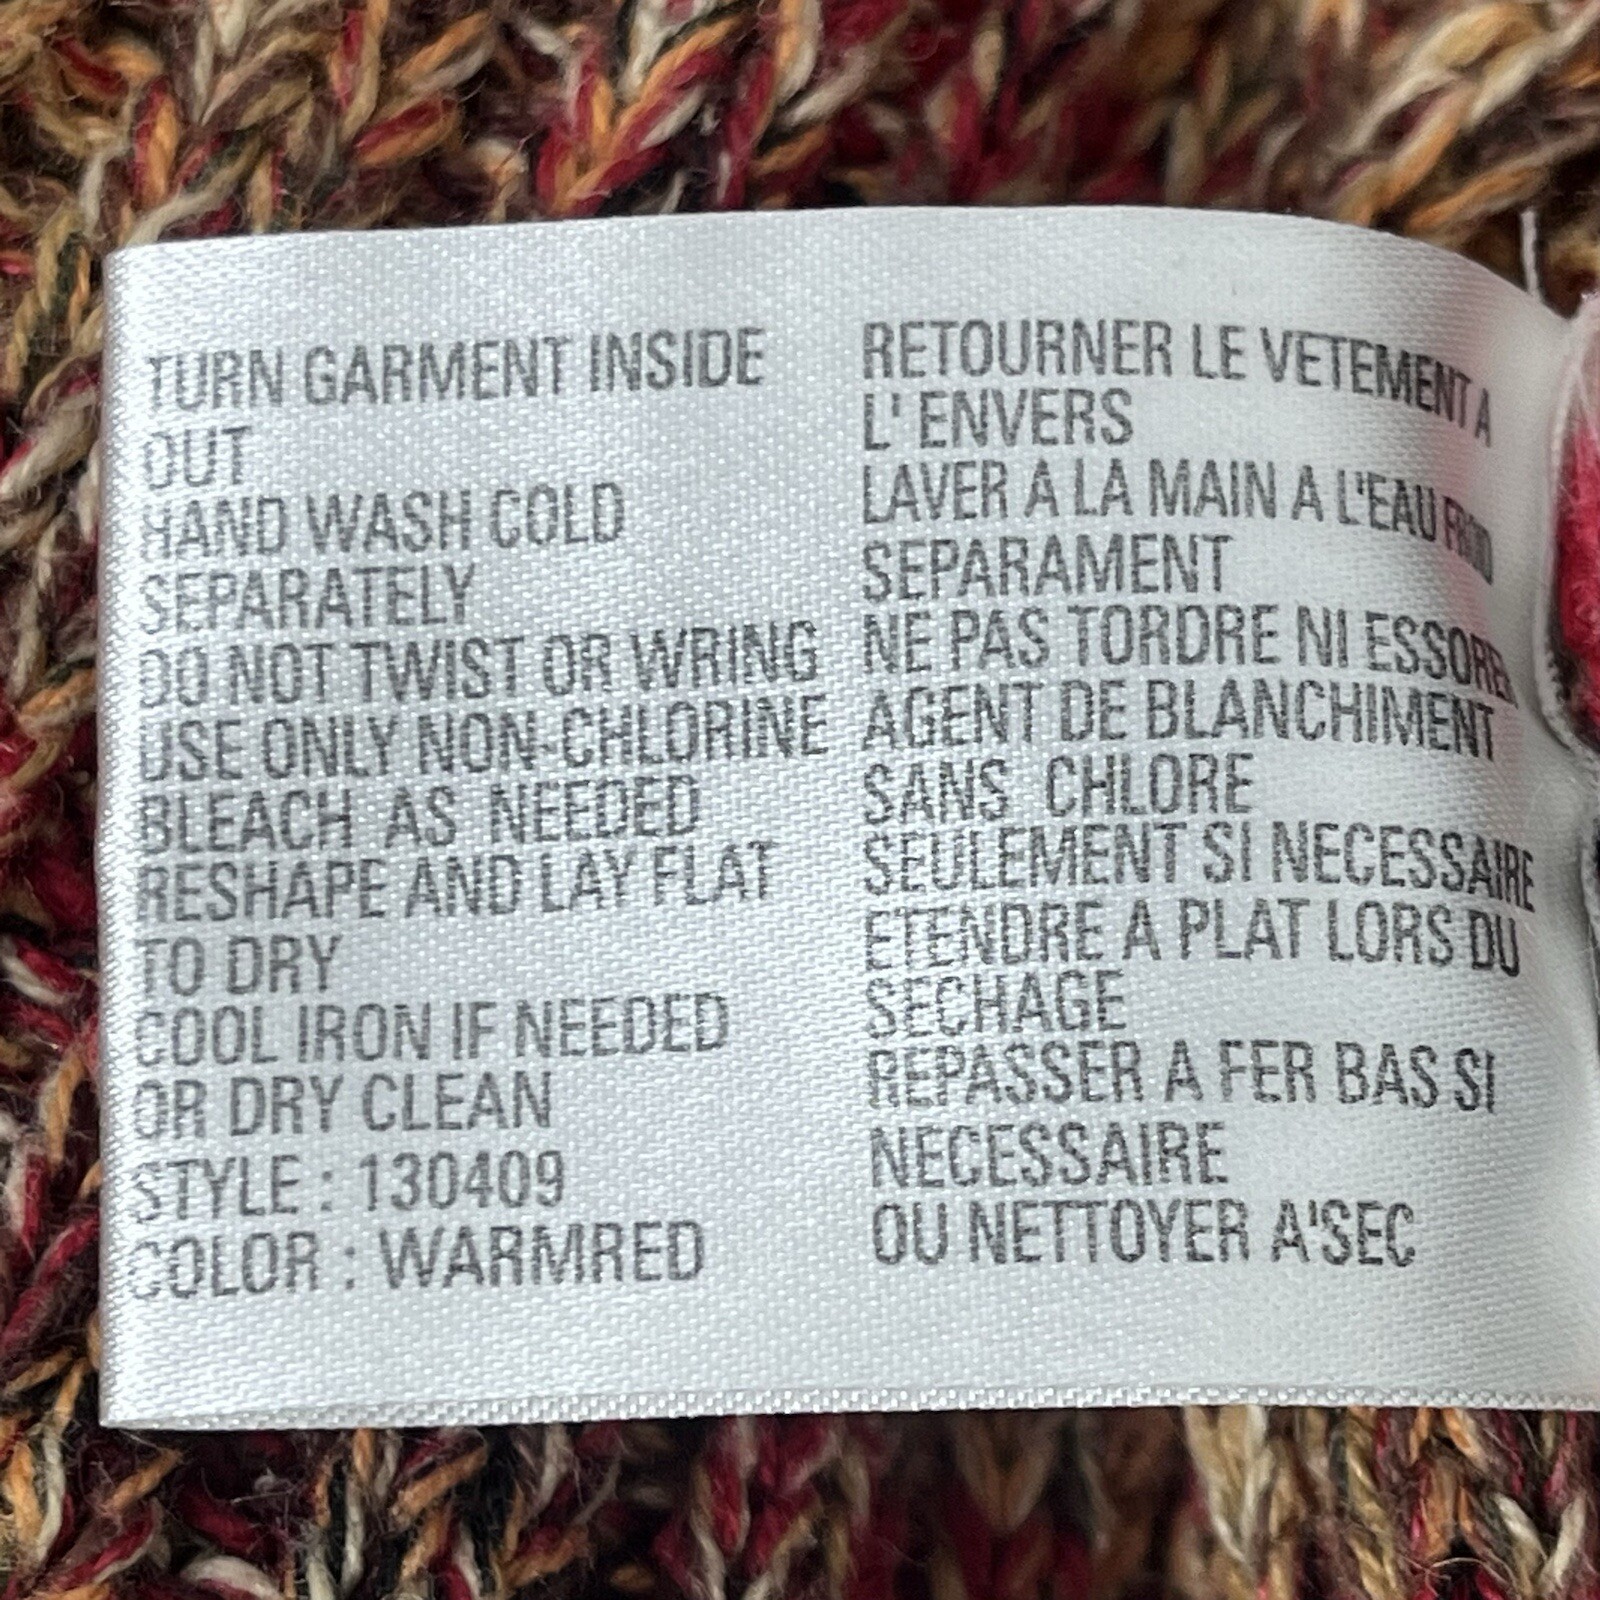 TURN GARMENT INSIDE
OUT
HAND WASH COLD
SEPARATELY
DO NOT TWIST OR WRING
USE ONLY NON-CHLORINE
BLEACH AS NEEDED
RESHAPE AND LAY FLAT
TO DRY
COOL IRON IF NEEDED
OR DRY CLEAN
STYLE : 130409
COLOR : WARMRED
RETOURNER LE VETEMENT A
L' ENVERS
LAVER A LA MAIN A L'EAU FROID
SEPARAMENT
NE PAS TORDRE NI ESSORER
AGENT DE BLANCHIMENT
SANS CHLORE
SEULEMENT SI NECESSAIRE
ETENDRE A PLAT LORS DU
SECHAGE
REPASSER A FER BAS SI
NECESSAIRE
OU NETTOYER A'SEC